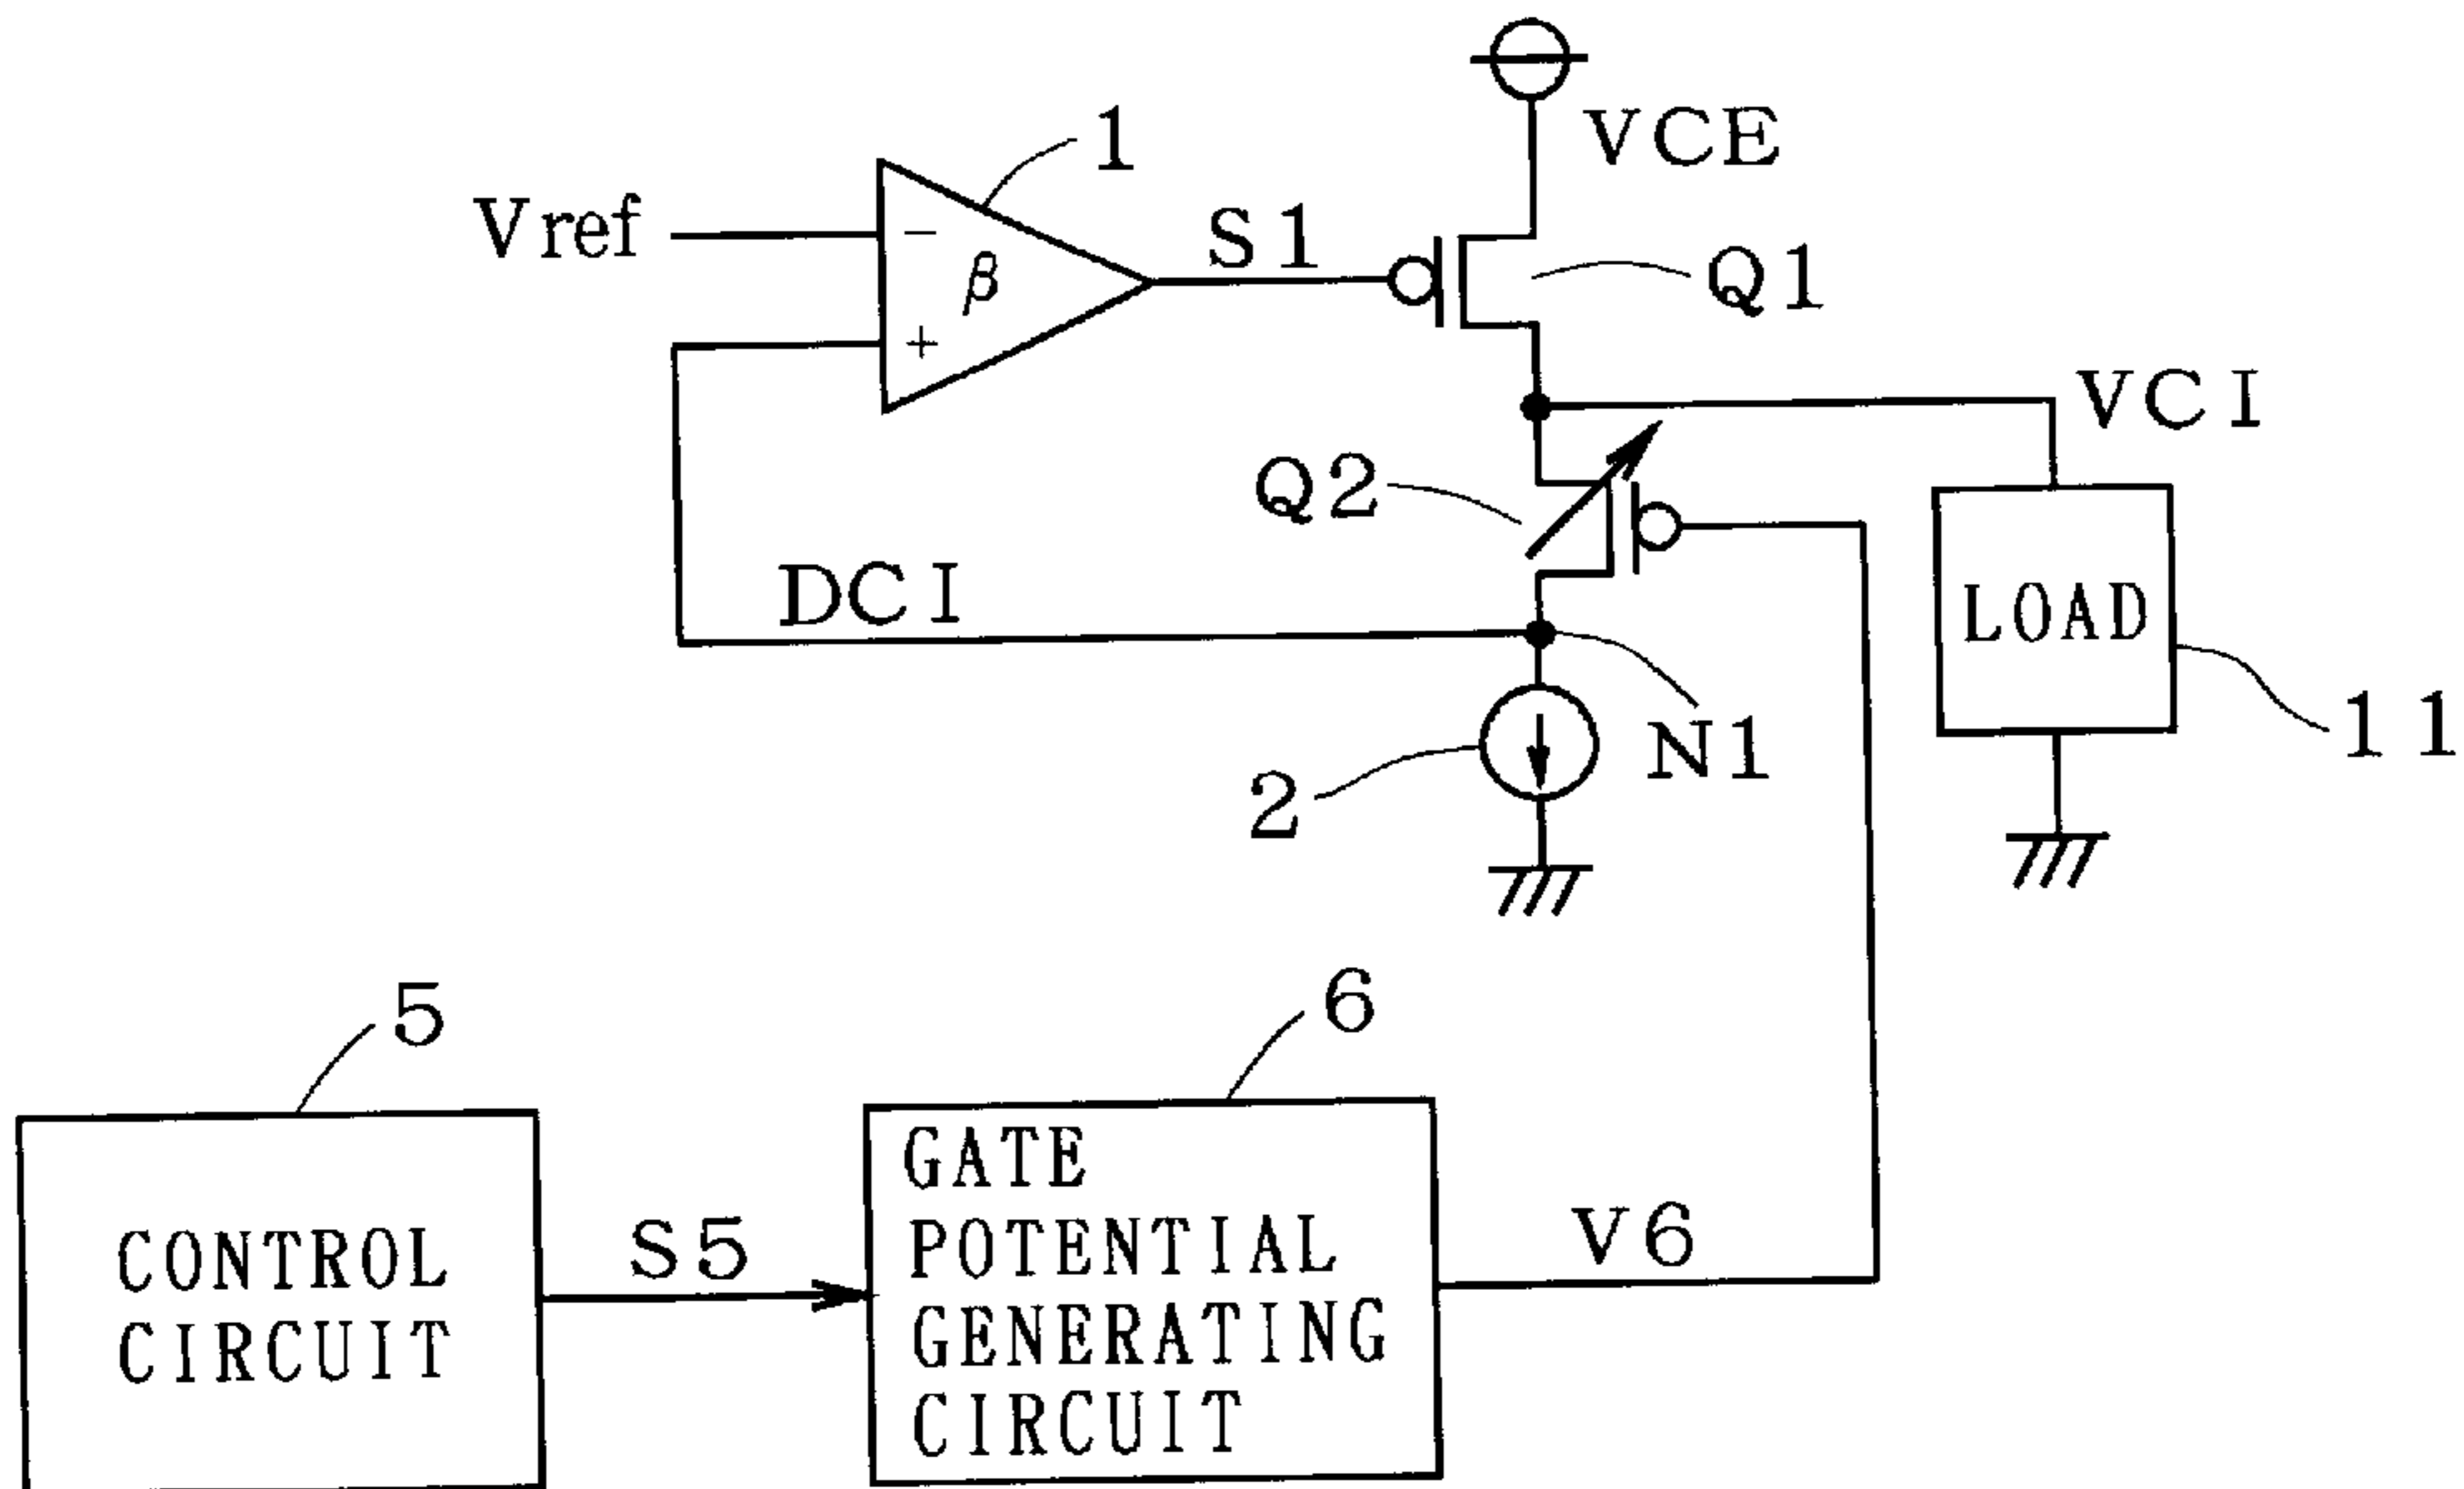 VCE
1
Vref
−
β
S1
Q1
+
VCI
Q2
DCI
LOAD
N1
11
2
5
6
GATE
POTENTIAL
GENERATING
CIRCUIT
CONTROL
CIRCUIT
S5
V6